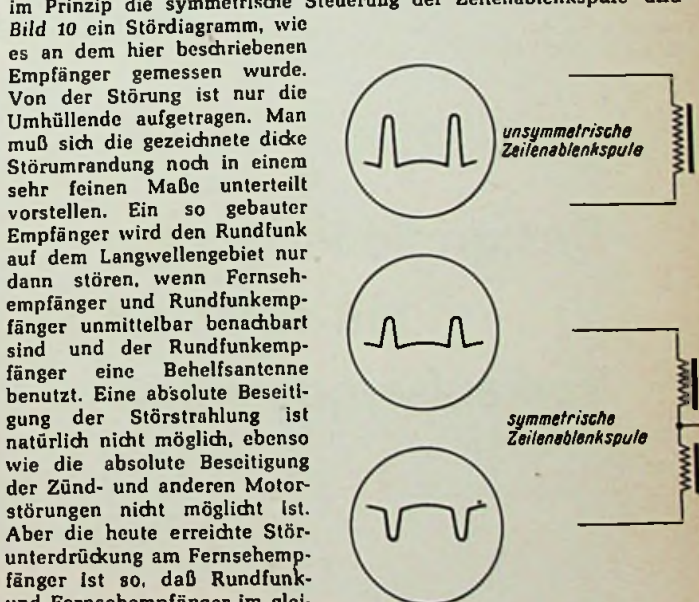 im Prinzip die symmetrische Steuerung der Zeilenablenkspule und
Bild 10 ein Stördiagramm, wie
es an dem hier beschriebenen
Empfänger gemessen wurde.
Von der Störung ist nur die
Umhüllende aufgetragen. Man
muß sich die gezeichnete dicke
Störumrandung noch in einem
sehr feinen Maße unterteilt
vorstellen. Ein so gebauter
Empfänger wird den Rundfunk
auf dem Langwellengebiet nur
dann stören, wenn Fernseh-
empfänger und Rundfunkemp-
fänger unmittelbar benachbart
sind und der Rundfunkemp-
fänger eine Behelfsantenne
benutzt. Eine absolute Beseiti-
gung der Störstrahlung ist
natürlich nicht möglich, ebenso
wie die absolute Beseitigung
der Zünd- und anderen Motor-
störungen nicht möglicht ist.
Aber die heute erreichte Stör-
unterdrückung am Fernsehemp-
fänger ist so, daß Rundfunk-
und Fernsehempfänger im glei-
unsymmetrische
Zeilenablenkspule
symmetrische
Zeilenablenkspule